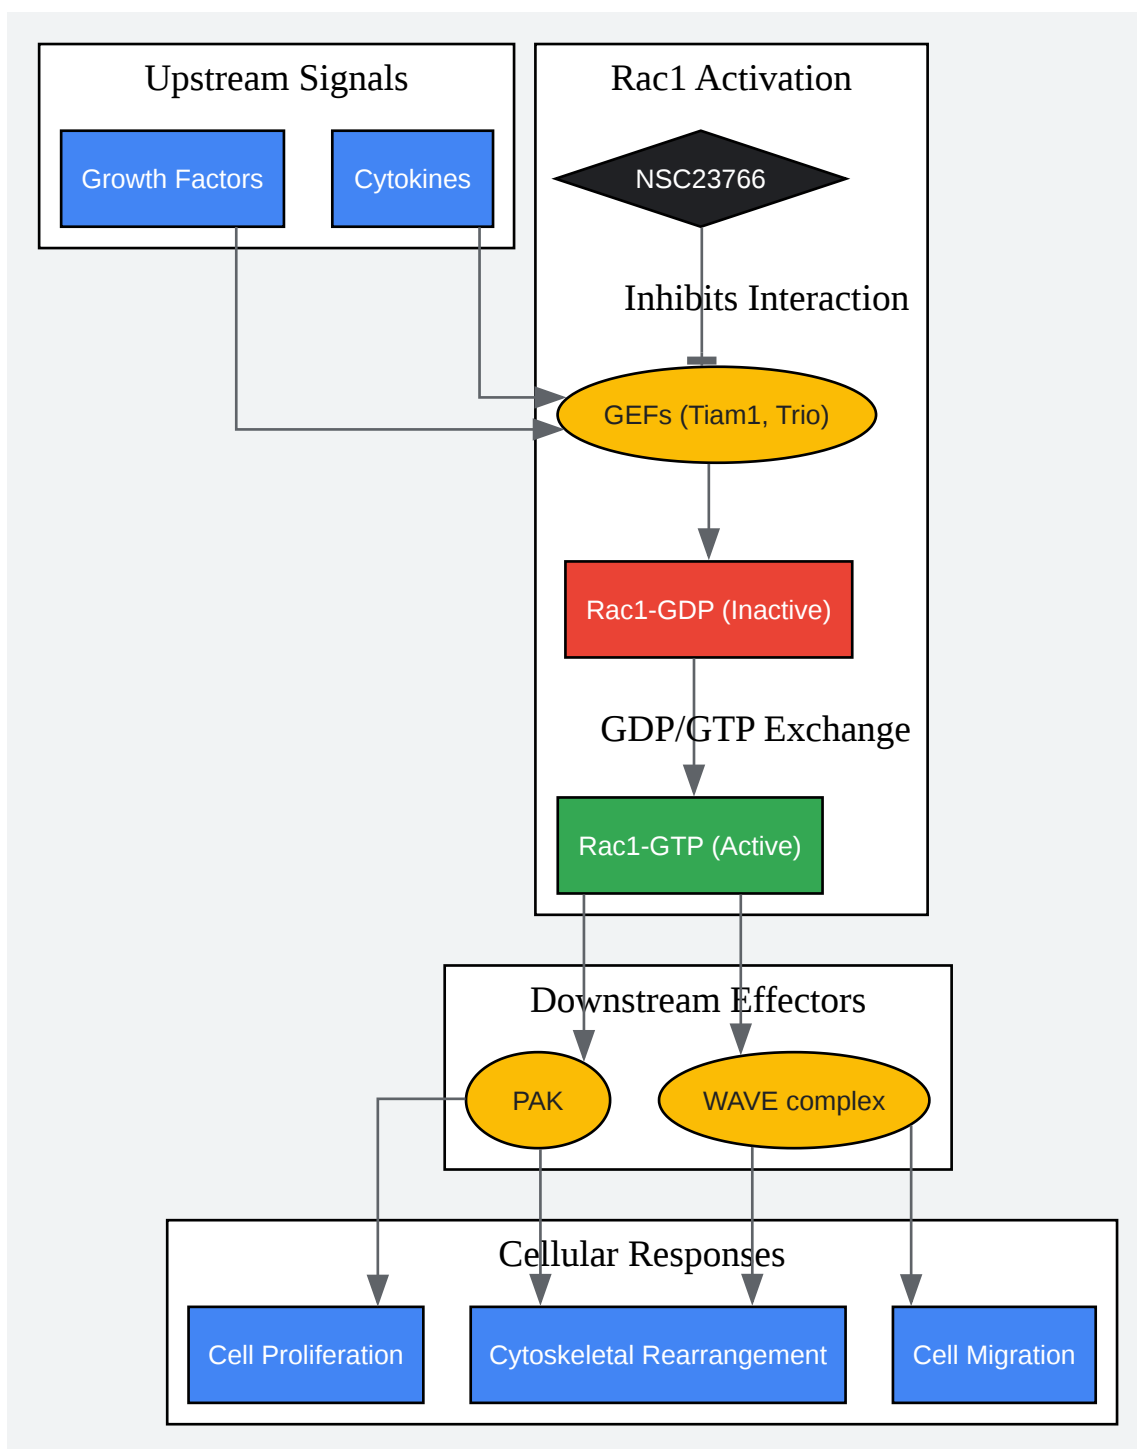 Upstream Signals
Rac1 Activation
Growth Factors
Cytokines
NSC23766
Inhibits Interaction
GEFs (Tiam1, Trio)
Rac1-GDP (Inactive)
GDP/GTP Exchange
Rac1-GTP (Active)
Downstream Effectors
PAK
WAVE complex
Cellular Responses
Cell Proliferation
Cytoskeletal Rearrangement
Cell Migration